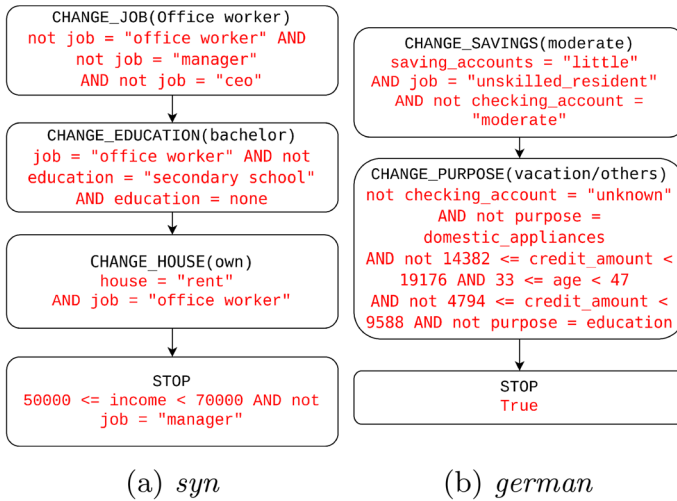 CHANGE_JOB(Office worker)
not job = "office worker" AND
not job = "manager"
AND not job = "ceo"
CHANGE_EDUCATION(bachelor)
job = "office worker" AND not
education = "secondary school"
AND education = none
CHANGE_HOUSE(own)
house = "rent"
AND job = "office worker"
STOP
50000 <= income < 70000 AND not
job = "manager"
(a) syn
CHANGE_SAVINGS(moderate)
saving_accounts = "little"
AND job = "unskilled_resident"
AND not checking_account =
"moderate"
CHANGE_PURPOSE(vacation/others)
not checking_account = "unknown"
AND not purpose =
domestic_appliances
AND not 14382 <= credit_amount <
19176 AND 33 <= age < 47
AND not 4794 <= credit_amount <
9588 AND not purpose = education
STOP
True
(b) german